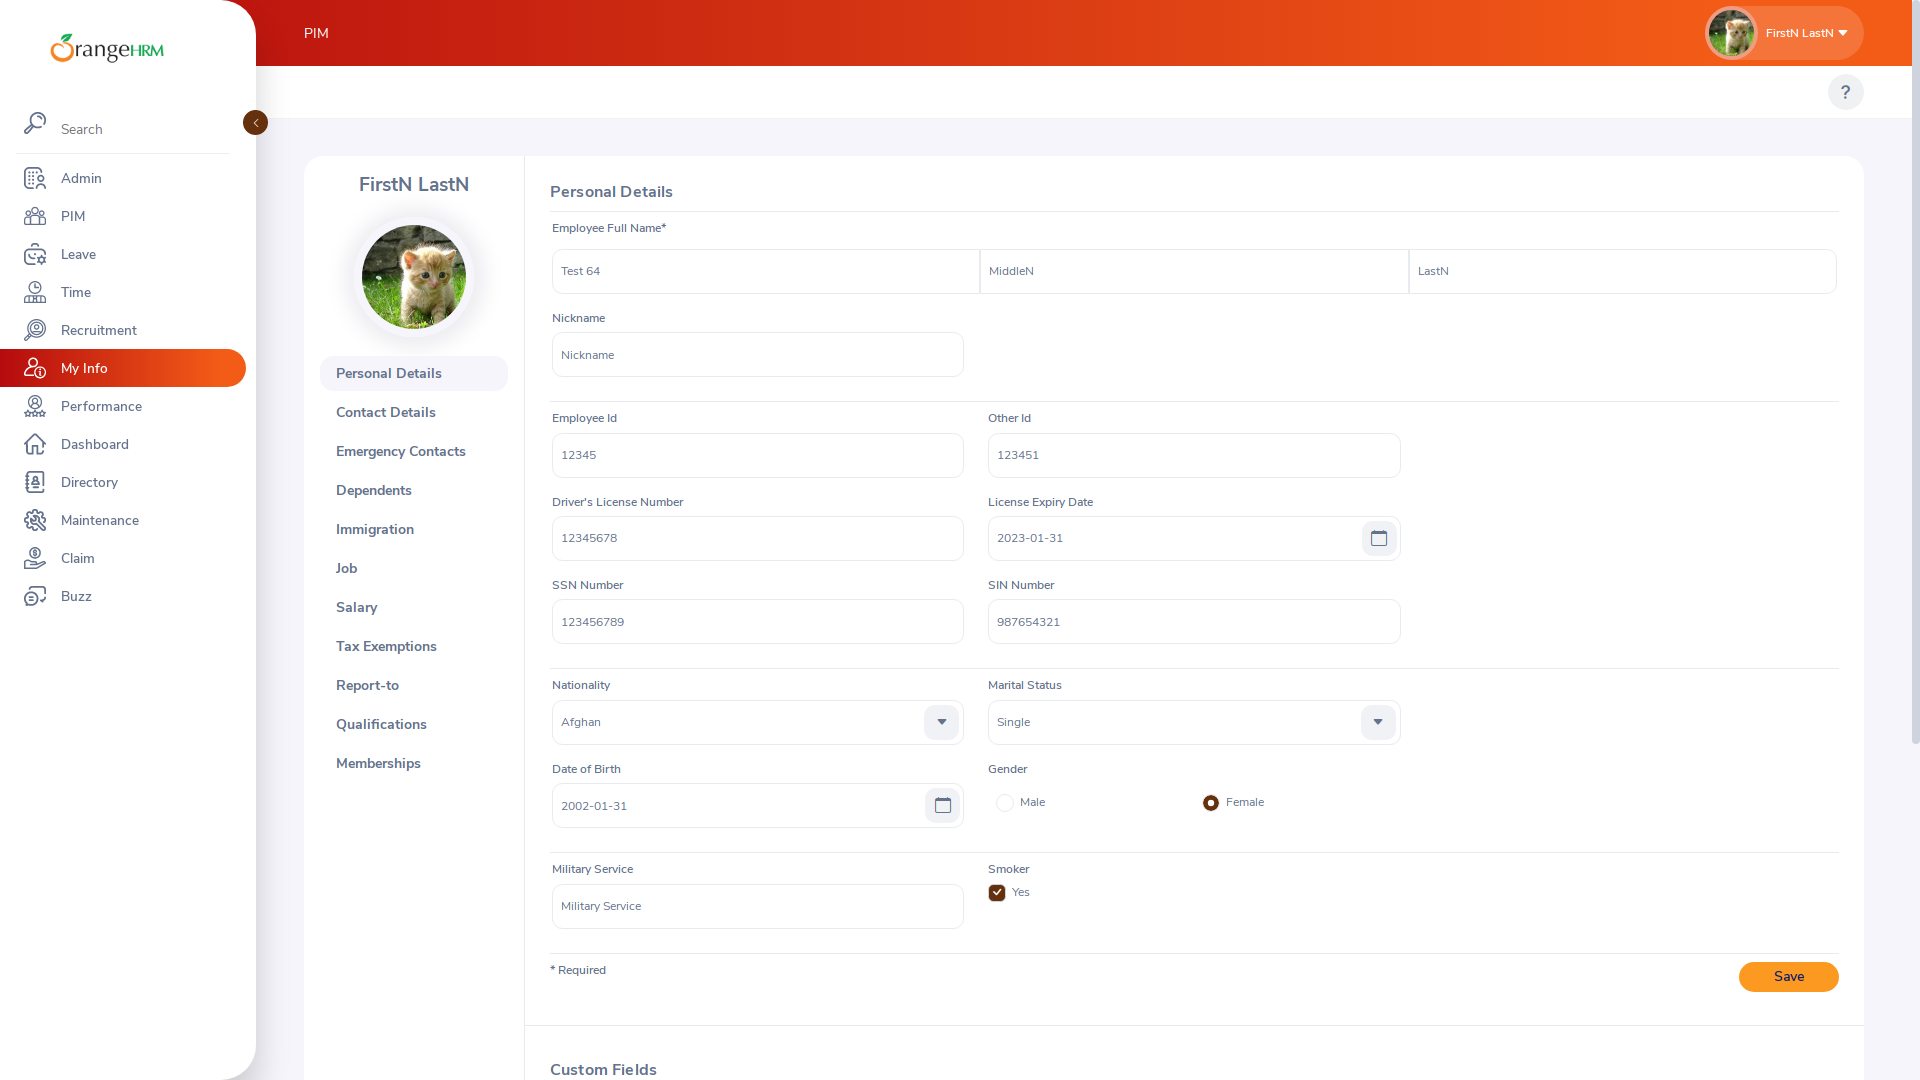 orangeHRM
PIM
FirstN LastN
?
Search
Admin
PIM
Leave
Time
Recruitment
My Info
Performance
Dashboard
Directory
Maintenance
Claim
Buzz
FirstN LastN
Personal Details
Contact Details
Emergency Contacts
Dependents
Immigration
Job
Salary
Tax Exemptions
Report-to
Qualifications
Memberships
Personal Details
Employee Full Name*
Test 64 MiddleN LastN
Nickname
Nickname
Employee Id Other Id
12345 123451
Driver's License Number License Expiry Date
12345678 2023-01-31
SSN Number SIN Number
123456789 987654321
Nationality Marital Status
Afghan Single
Date of Birth Gender
2002-01-31 Male Female
Military Service Smoker
Yes
Military Service
* Required
Save
Custom Fields